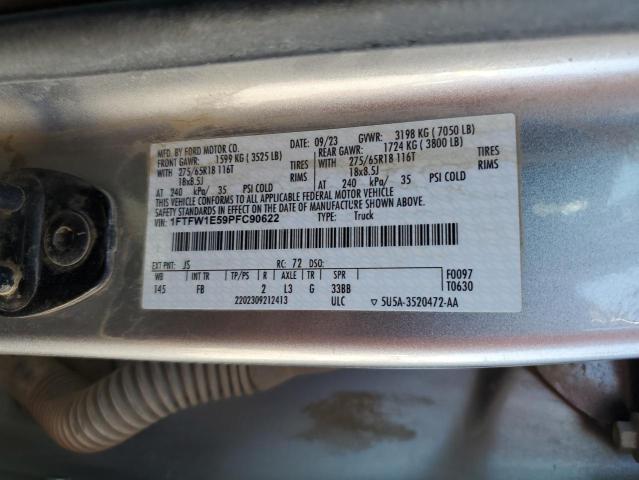 MFD. BY FORD MOTOR CO.
DATE: 09/23 GVWR: 3198 KG ( 7050 LB)
FRONT GAWR: 1599 KG ( 3525 LB) REAR GAWR: 1724 KG ( 3800 LB)
WITH 275/65R18 116T TIRES WITH 275/65R18 116T TIRES
18x8.5J RIMS 18x8.5J RIMS
AT 240 kPa/ 35 PSI COLD AT 240 kPa/ 35 PSI COLD
THIS VEHICLE CONFORMS TO ALL APPLICABLE FEDERAL MOTOR VEHICLE
SAFETY STANDARDS IN EFFECT ON THE DATE OF MANUFACTURE SHOWN ABOVE.
VIN: 1FTFW1E59PFC90622 TYPE: Truck
EXT PNT: JS RC: 72 DSO:
WB INT TR TP/PS R AXLE TR SPR F0097
145 FB 2 L3 G 33BB T0630
2202309212413 ULC 5U5A-3520472-AA